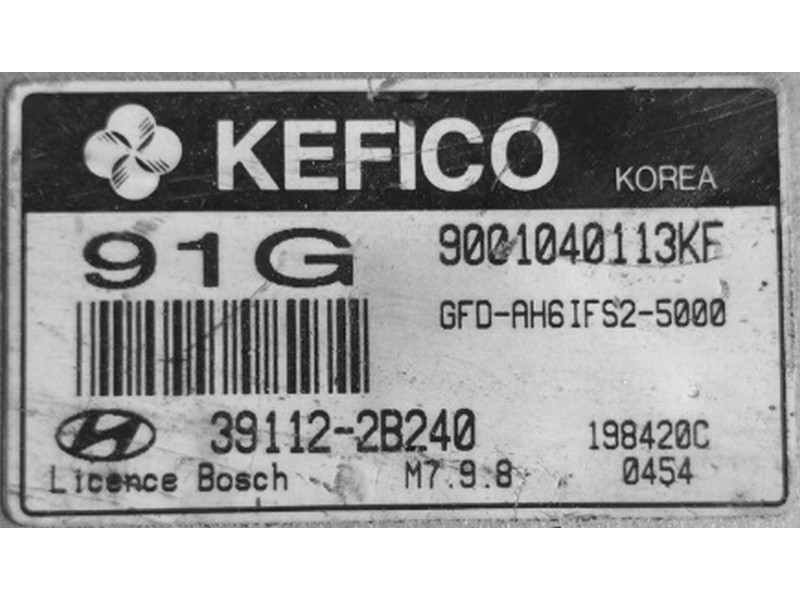 KEFICO KOREA
91G 9001040113KF
GFD-AH6IFS2-5000
39112-2B240 198420C
Licence Bosch M7.9.8 0454